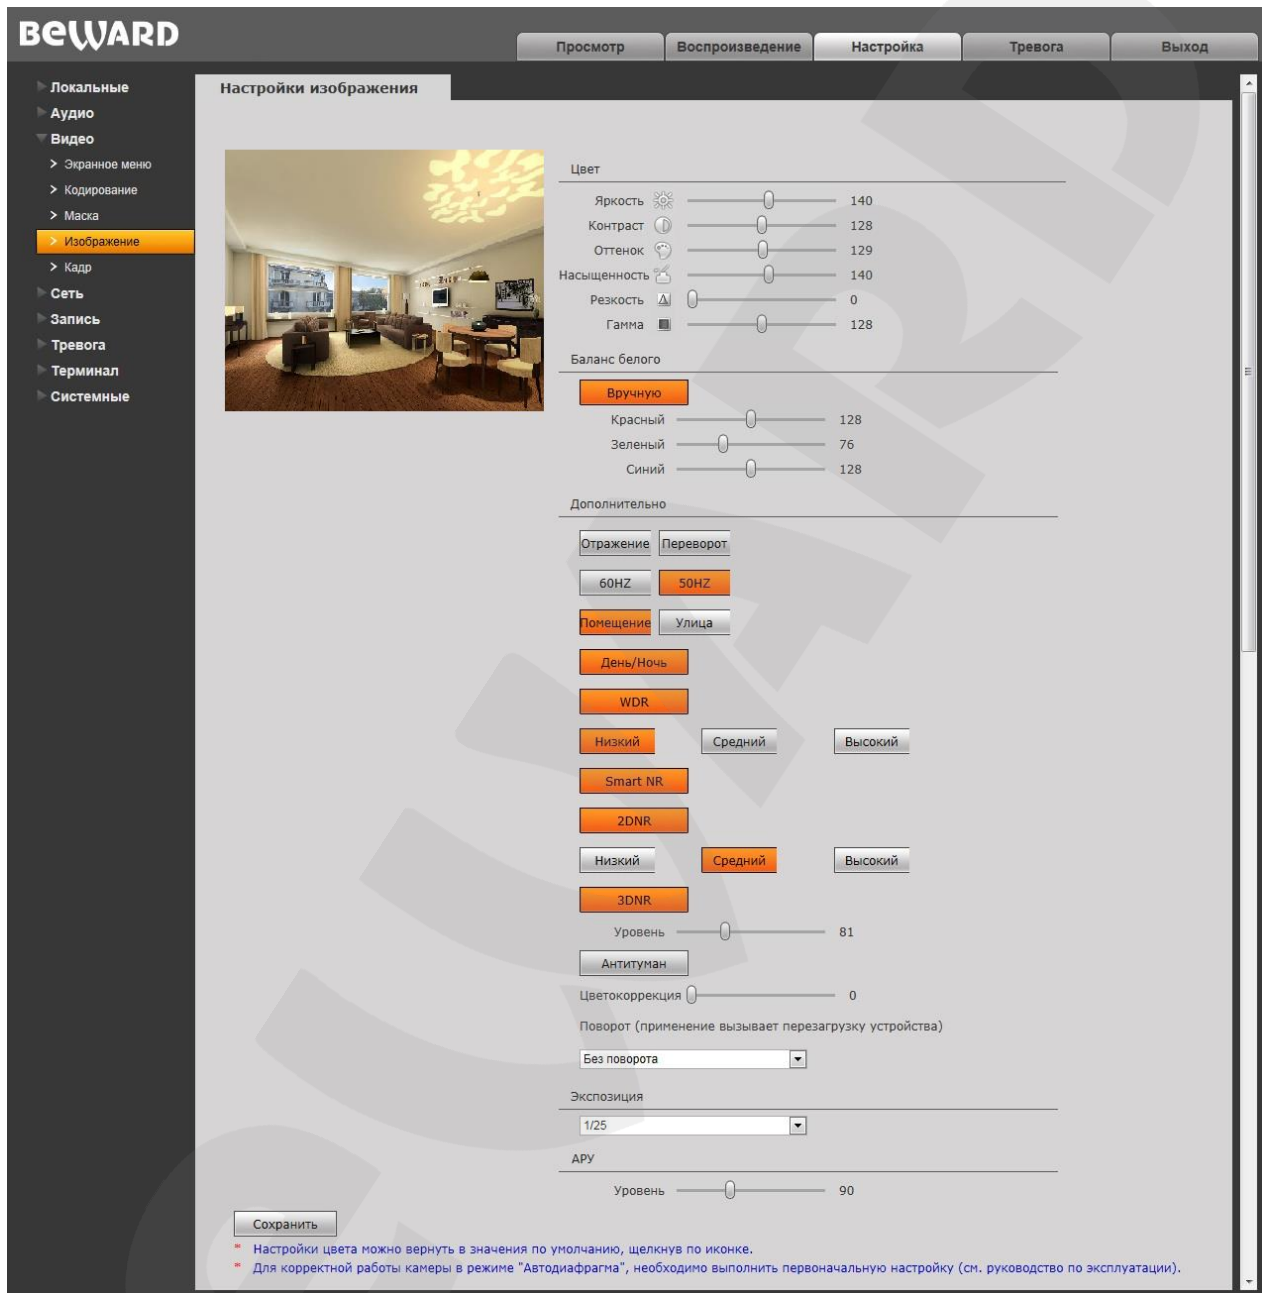 BEWARD
Просмотр Воспроизведение Настройка Тревога Выход
Локальные
Аудио
Видео
Экранное меню
Кодирование
Маска
Изображение
Кадр
Сеть
Запись
Тревога
Терминал
Системные
Настройки изображения
Цвет
Яркость 140
Контраст 128
Оттенок 129
Насыщенность 140
Резкость 0
Гамма 128
Баланс белого
Вручную
Красный 128
Зеленый 76
Синий 128
Дополнительно
Отражение Переворот
60HZ 50HZ
Помещение Улица
День/Ночь
WDR
Низкий Средний Высокий
Smart NR
2DNR
Низкий Средний Высокий
3DNR
Уровень 81
Антитуман
Цветокоррекция 0
Поворот (применение вызывает перезагрузку устройства)
Без поворота
Экспозиция
1/25
АРУ
Уровень 90
Сохранить
* Настройки цвета можно вернуть в значения по умолчанию, щелкнув по иконке.
* Для корректной работы камеры в режиме "Автодиафрагма", необходимо выполнить первоначальную настройку (см. руководство по эксплуатации).